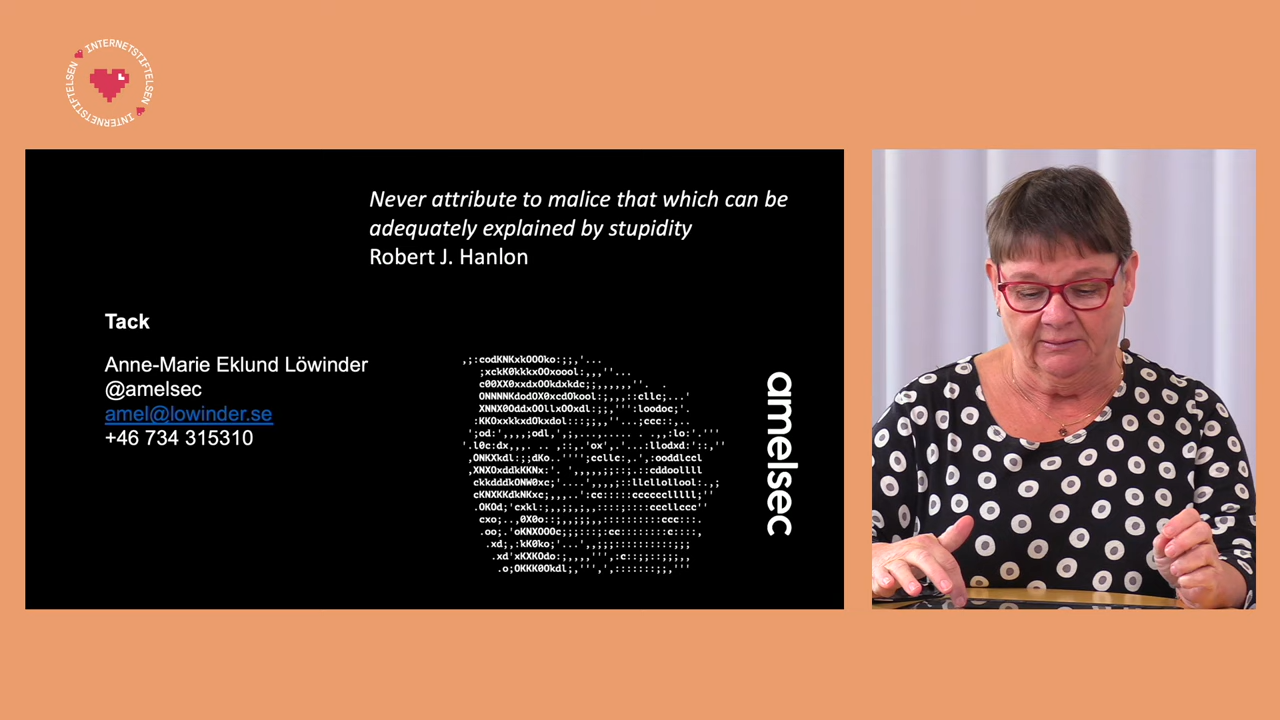 INTERNETSTIFTELSEN INTERNETSTIFTELSEN
Never attribute to malice that which can be
adequately explained by stupidity
Robert J. Hanlon
Tack
Anne-Marie Eklund Löwinder
@amelsec
amel@lowinder.se
+46 734 315310
amelsec